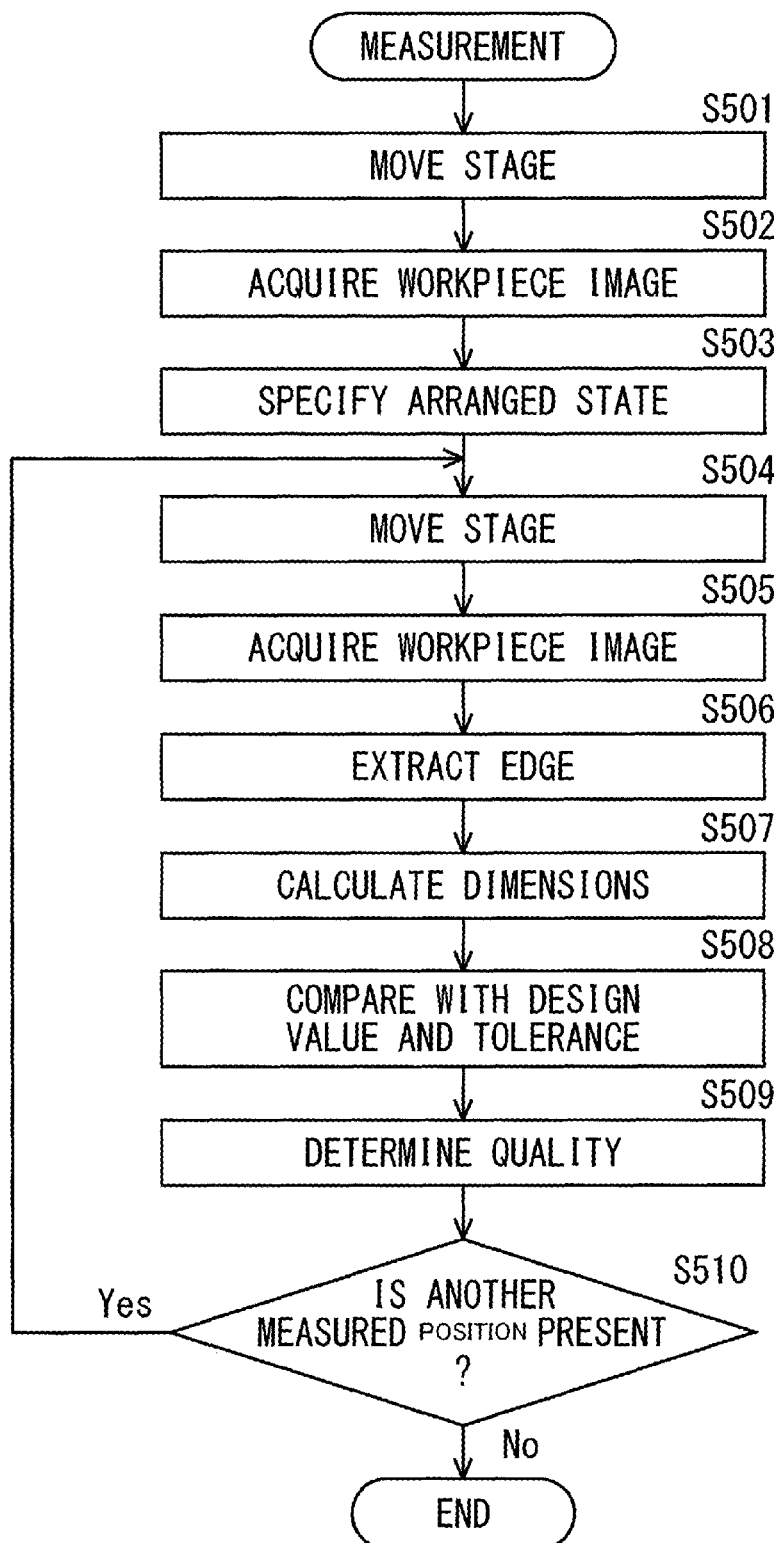 MEASUREMENT
S501
MOVE STAGE
S502
ACQUIRE WORKPIECE IMAGE
S503
SPECIFY ARRANGED STATE
S504
MOVE STAGE
S505
ACQUIRE WORKPIECE IMAGE
S506
EXTRACT EDGE
S507
CALCULATE DIMENSIONS
S508
COMPARE WITH DESIGN
VALUE AND TOLERANCE
S509
DETERMINE QUALITY
S510
IS ANOTHER
MEASURED POSITION PRESENT
?
Yes
No
END